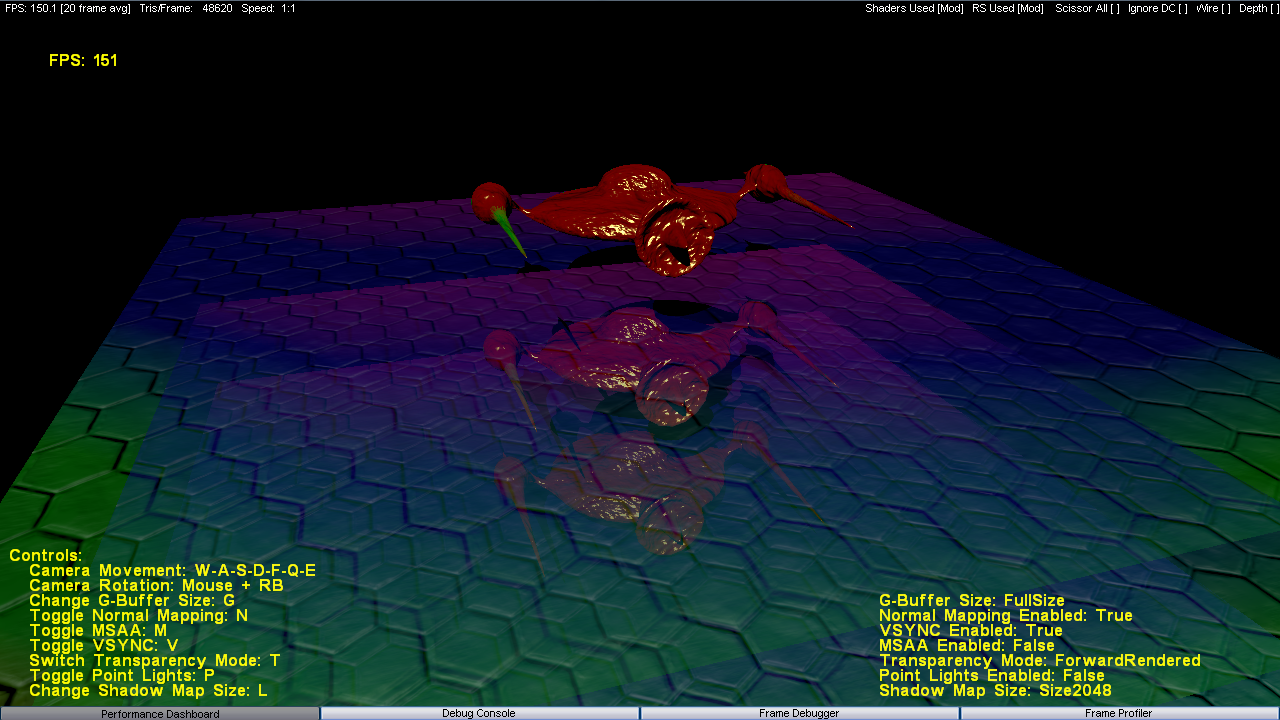 FPS: 150.1 [20 frame avg] Tris/Frame: 48620 Speed: 1:1 Shaders Used [Mod] RS Used [Mod] Scissor All [ ] Ignore DC [ ] Wire [ ] Depth [ ]
FPS: 151
Controls:
Camera Movement: W-A-S-D-F-Q-E
Camera Rotation: Mouse + RB
Change G-Buffer Size: G
Toggle Normal Mapping: N
Toggle MSAA: M
Toggle VSYNC: V
Switch Transparency Mode: T
Toggle Point Lights: P
Change Shadow Map Size: L
G-Buffer Size: FullSize
Normal Mapping Enabled: True
VSYNC Enabled: True
MSAA Enabled: False
Transparency Mode: ForwardRendered
Point Lights Enabled: False
Shadow Map Size: Size2048
Performance Dashboard Debug Console Frame Debugger Frame Profiler